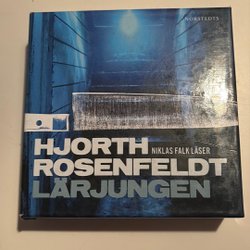 NORSTEDTS
HJORTH
NIKLAS FALK LÄSER
ROSENFELDT
LÄRJUNGEN